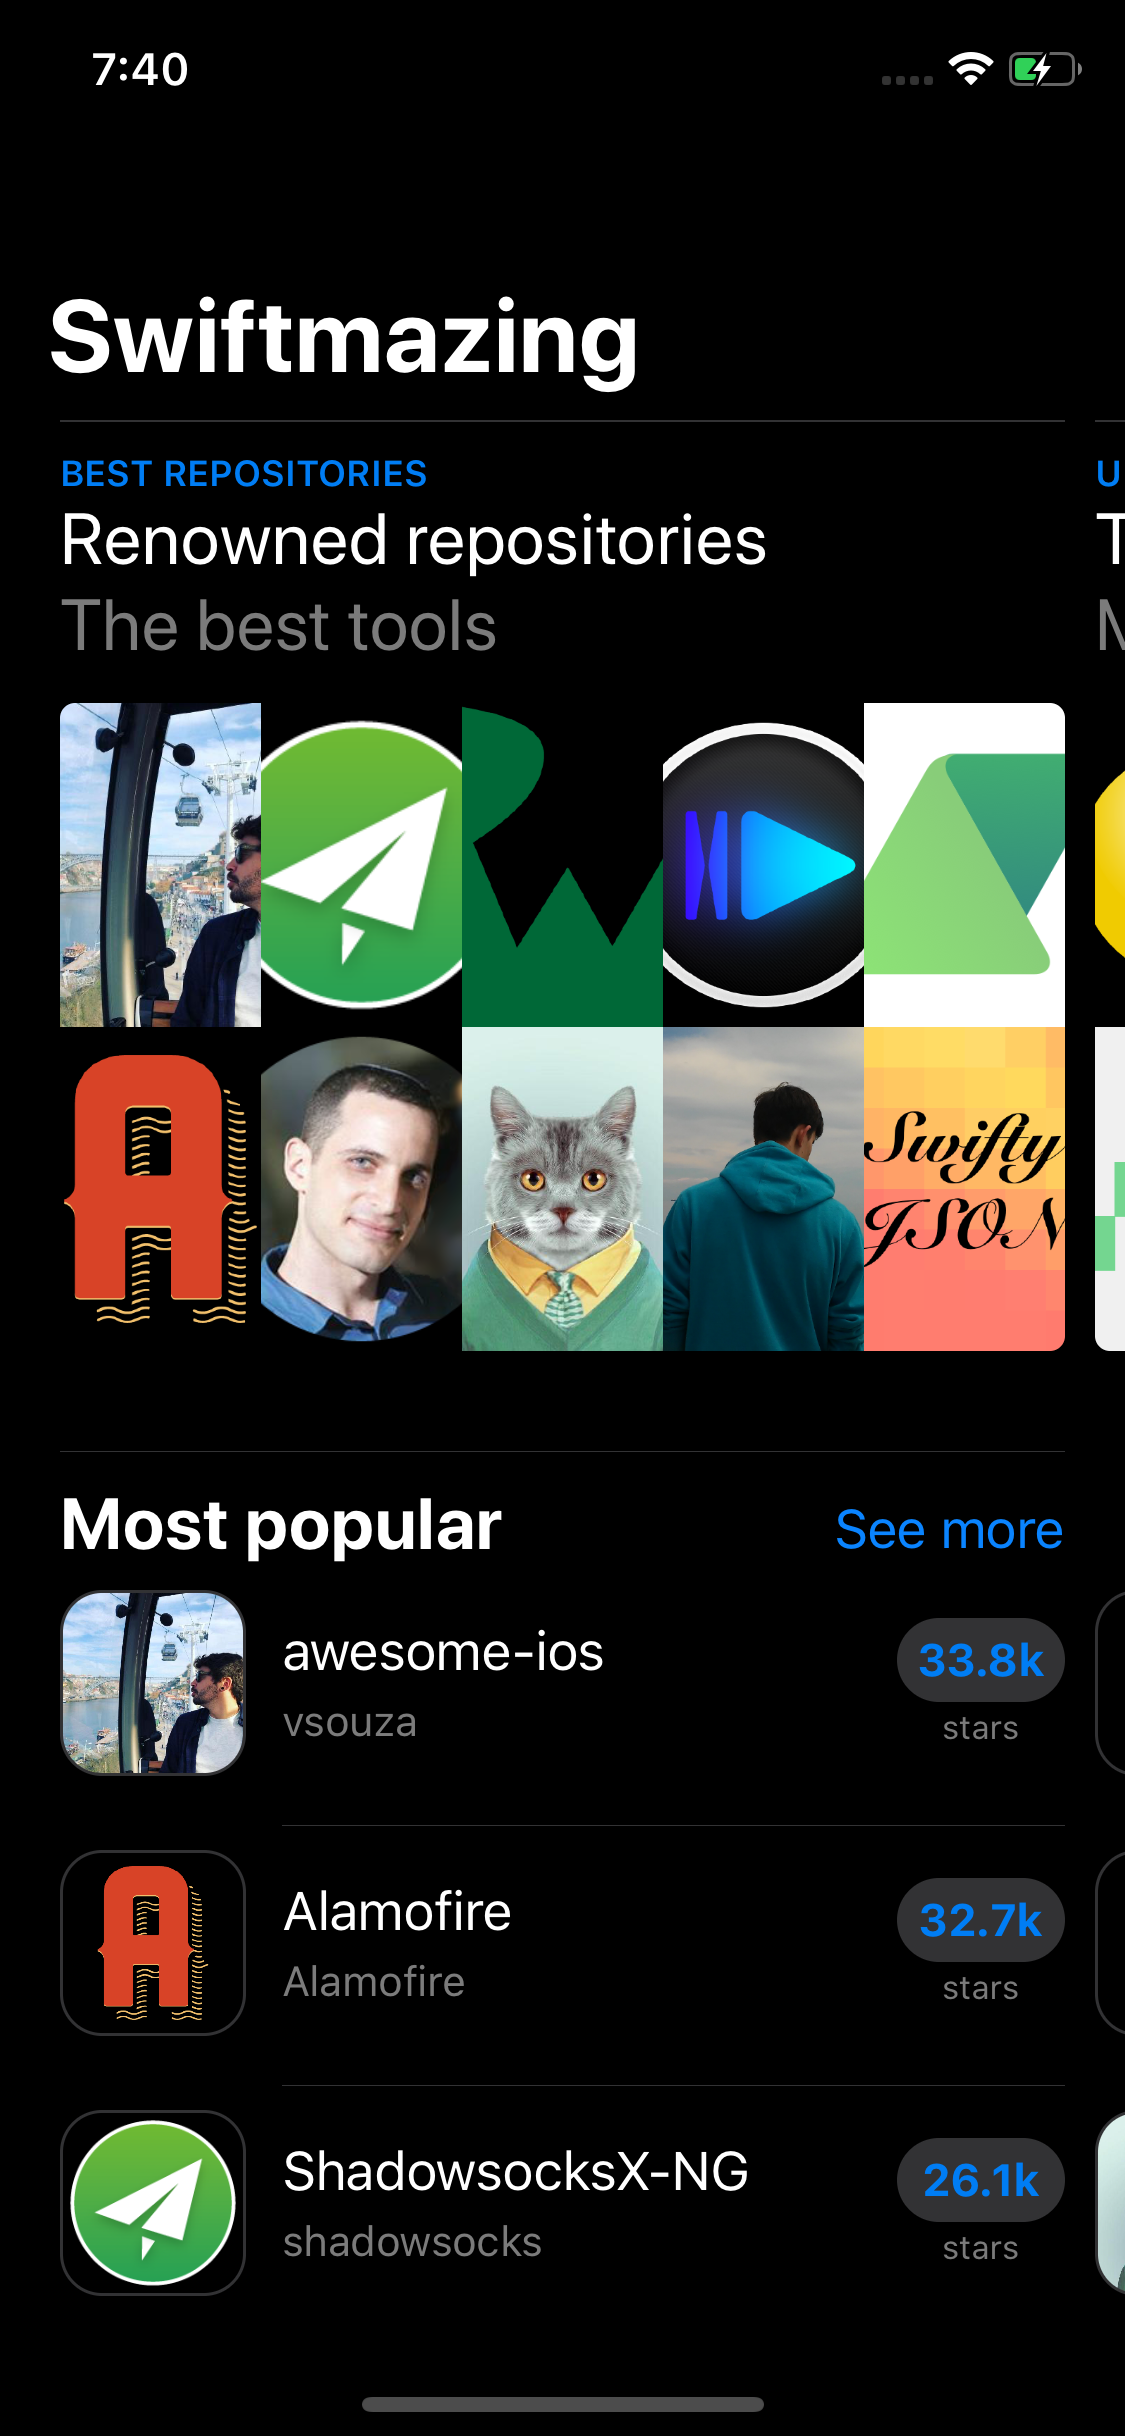 7:40
Swiftmazing
BEST REPOSITORIES
Renowned repositories
The best tools
Swifty
JSON
Most popular
See more
awesome-ios
vsouza
33.8k
stars
Alamofire
Alamofire
32.7k
stars
ShadowsocksX-NG
shadowsocks
26.1k
stars